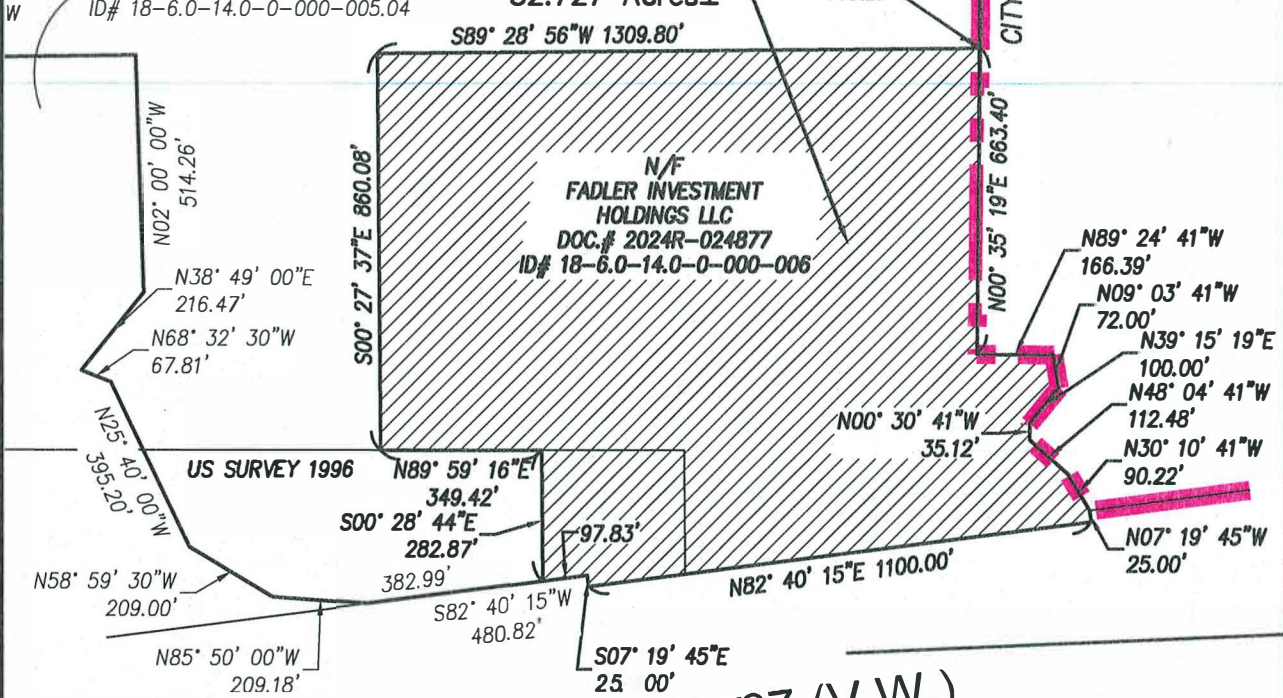 W
ID# 18-6.0-14.0-0-000-005.04
CITY
S89° 28' 56"W 1309.80'
N02° 00' 00"W
514.26'
S00° 27' 37"E 860.08'
N00° 35' 19"E 663.40'
N/F
FADLER INVESTMENT
HOLDINGS LLC
DOC.# 2024R-024877
ID# 18-6.0-14.0-0-000-006
N38° 49' 00"E
216.47'
N68° 32' 30"W
67.81'
N89° 24' 41"W
166.39'
N09° 03' 41"W
72.00'
N39° 15' 19"E
100.00'
N48° 04' 41"W
112.48'
N00° 30' 41"W
35.12'
N30° 10' 41"W
90.22'
N25° 40' 00"W
395.20'
US SURVEY 1996
N89° 59' 16"E
349.42'
S00° 28' 44"E
282.87'
97.83'
382.99'
N07° 19' 45"W
25.00'
N58° 59' 30"W
209.00'
S82° 40' 15"W
480.82'
N82° 40' 15"E 1100.00'
N85° 50' 00"W
209.18'
S07° 19' 45"E
25. 00'